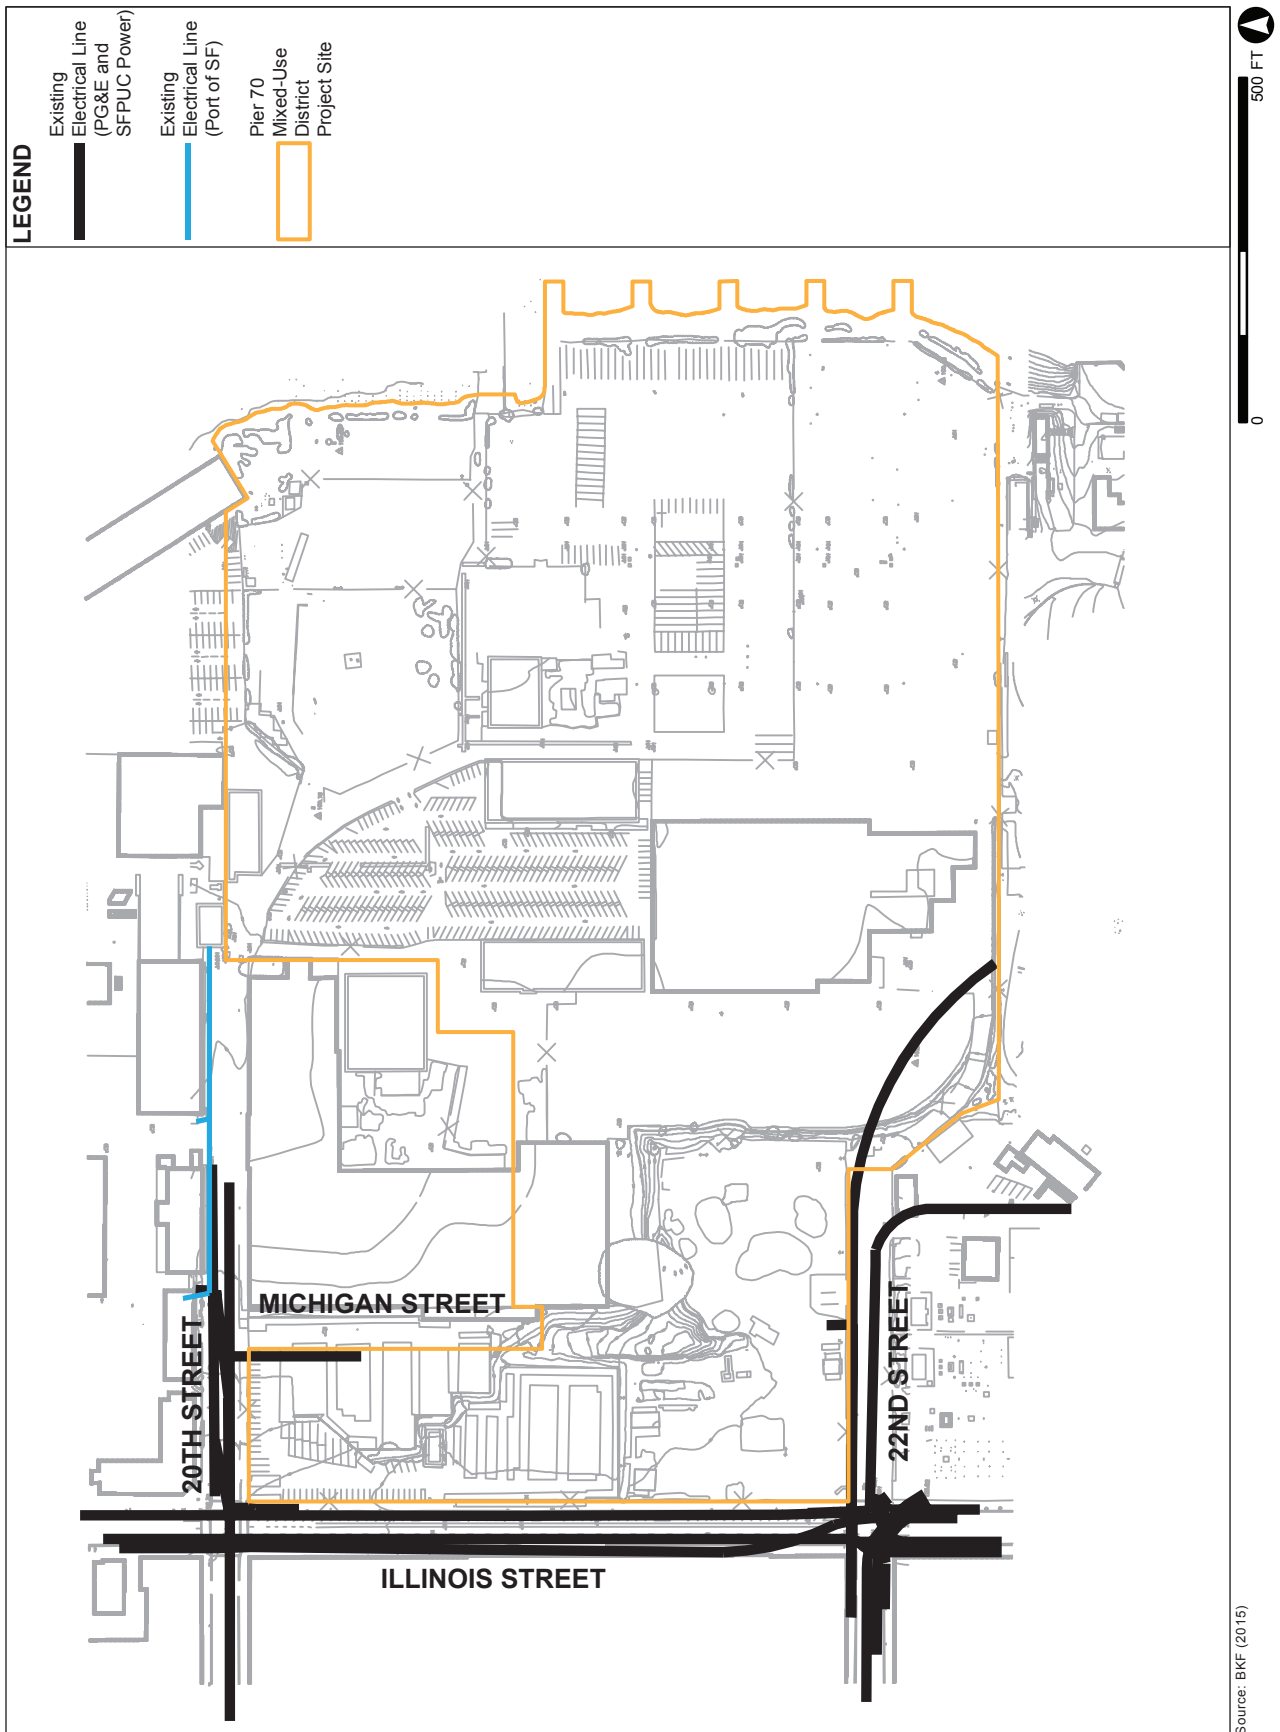 LEGEND
Existing
Electrical Line
(PG&E and
SFPUC Power)
Existing
Electrical Line
(Port of SF)
Pier 70
Mixed-Use
District
Project Site
20TH STREET
MICHIGAN STREET
ILLINOIS STREET
22ND STREET
0
500 FT
Source: BKF (2015)